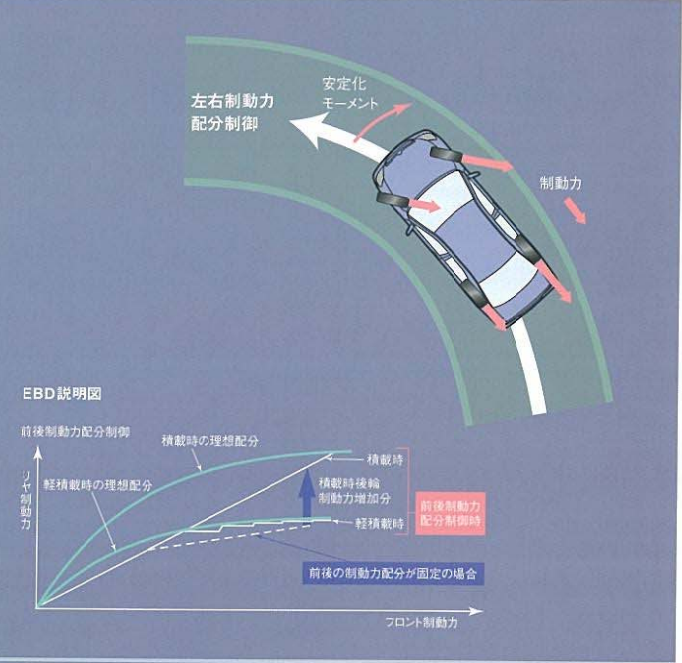 左右制動力
配分制御
安定化
モーメント
制動力
EBD説明図
前後制動力配分制御
積載時の理想配分
軽積載時の理想配分
リヤ制動力
積載時
積載時後輪
制動力増加分
軽積載時
前後制動力
配分制御時
前後の制動力配分が固定の場合
フロント制動力